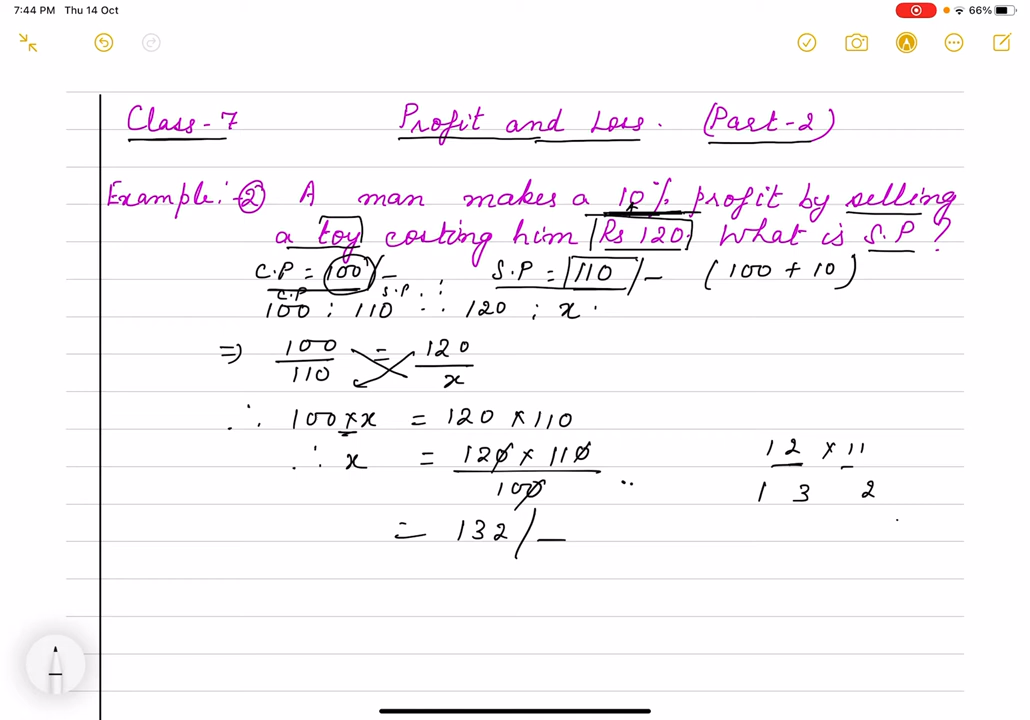 7:44 PM Thu 14 Oct 66%
Class-7 Profit and Loss. (Part-2)
Example:-② A man makes a 10% profit by selling
a toy costing him Rs 120. What is S.P?
C.P = 100/- S.P = 110/- (100 + 10)
C.P S.P.
100 : 110 :: 120 : x.
=> 100/110 = 120/x
∴ 100 × x = 120 × 110
∴ x = 120 × 110 / 100
12 × 11
1 3 2
= 132/-